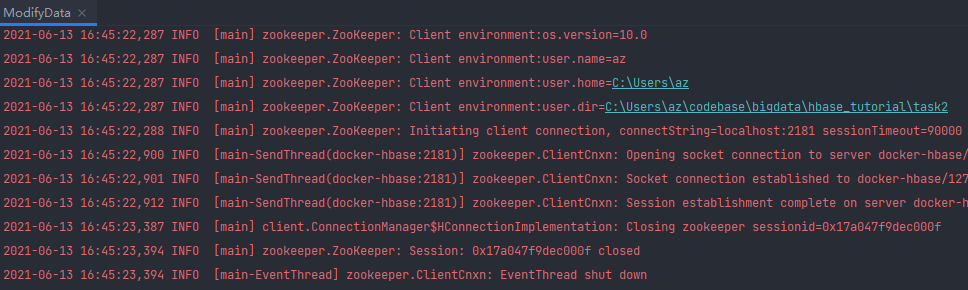 ModifyData ×
2021-06-13 16:45:22,287 INFO [main] zookeeper.ZooKeeper: Client environment:os.version=10.0
2021-06-13 16:45:22,287 INFO [main] zookeeper.ZooKeeper: Client environment:user.name=az
2021-06-13 16:45:22,287 INFO [main] zookeeper.ZooKeeper: Client environment:user.home=C:\Users\az
2021-06-13 16:45:22,287 INFO [main] zookeeper.ZooKeeper: Client environment:user.dir=C:\Users\az\codebase\bigdata\hbase_tutorial\task2
2021-06-13 16:45:22,288 INFO [main] zookeeper.ZooKeeper: Initiating client connection, connectString=localhost:2181 sessionTimeout=90000
2021-06-13 16:45:22,900 INFO [main-SendThread(docker-hbase:2181)] zookeeper.ClientCnxn: Opening socket connection to server docker-hbase/
2021-06-13 16:45:22,901 INFO [main-SendThread(docker-hbase:2181)] zookeeper.ClientCnxn: Socket connection established to docker-hbase/127
2021-06-13 16:45:22,912 INFO [main-SendThread(docker-hbase:2181)] zookeeper.ClientCnxn: Session establishment complete on server docker-h
2021-06-13 16:45:23,387 INFO [main] client.ConnectionManager$HConnectionImplementation: Closing zookeeper sessionid=0x17a047f9dec000f
2021-06-13 16:45:23,394 INFO [main] zookeeper.ZooKeeper: Session: 0x17a047f9dec000f closed
2021-06-13 16:45:23,394 INFO [main-EventThread] zookeeper.ClientCnxn: EventThread shut down